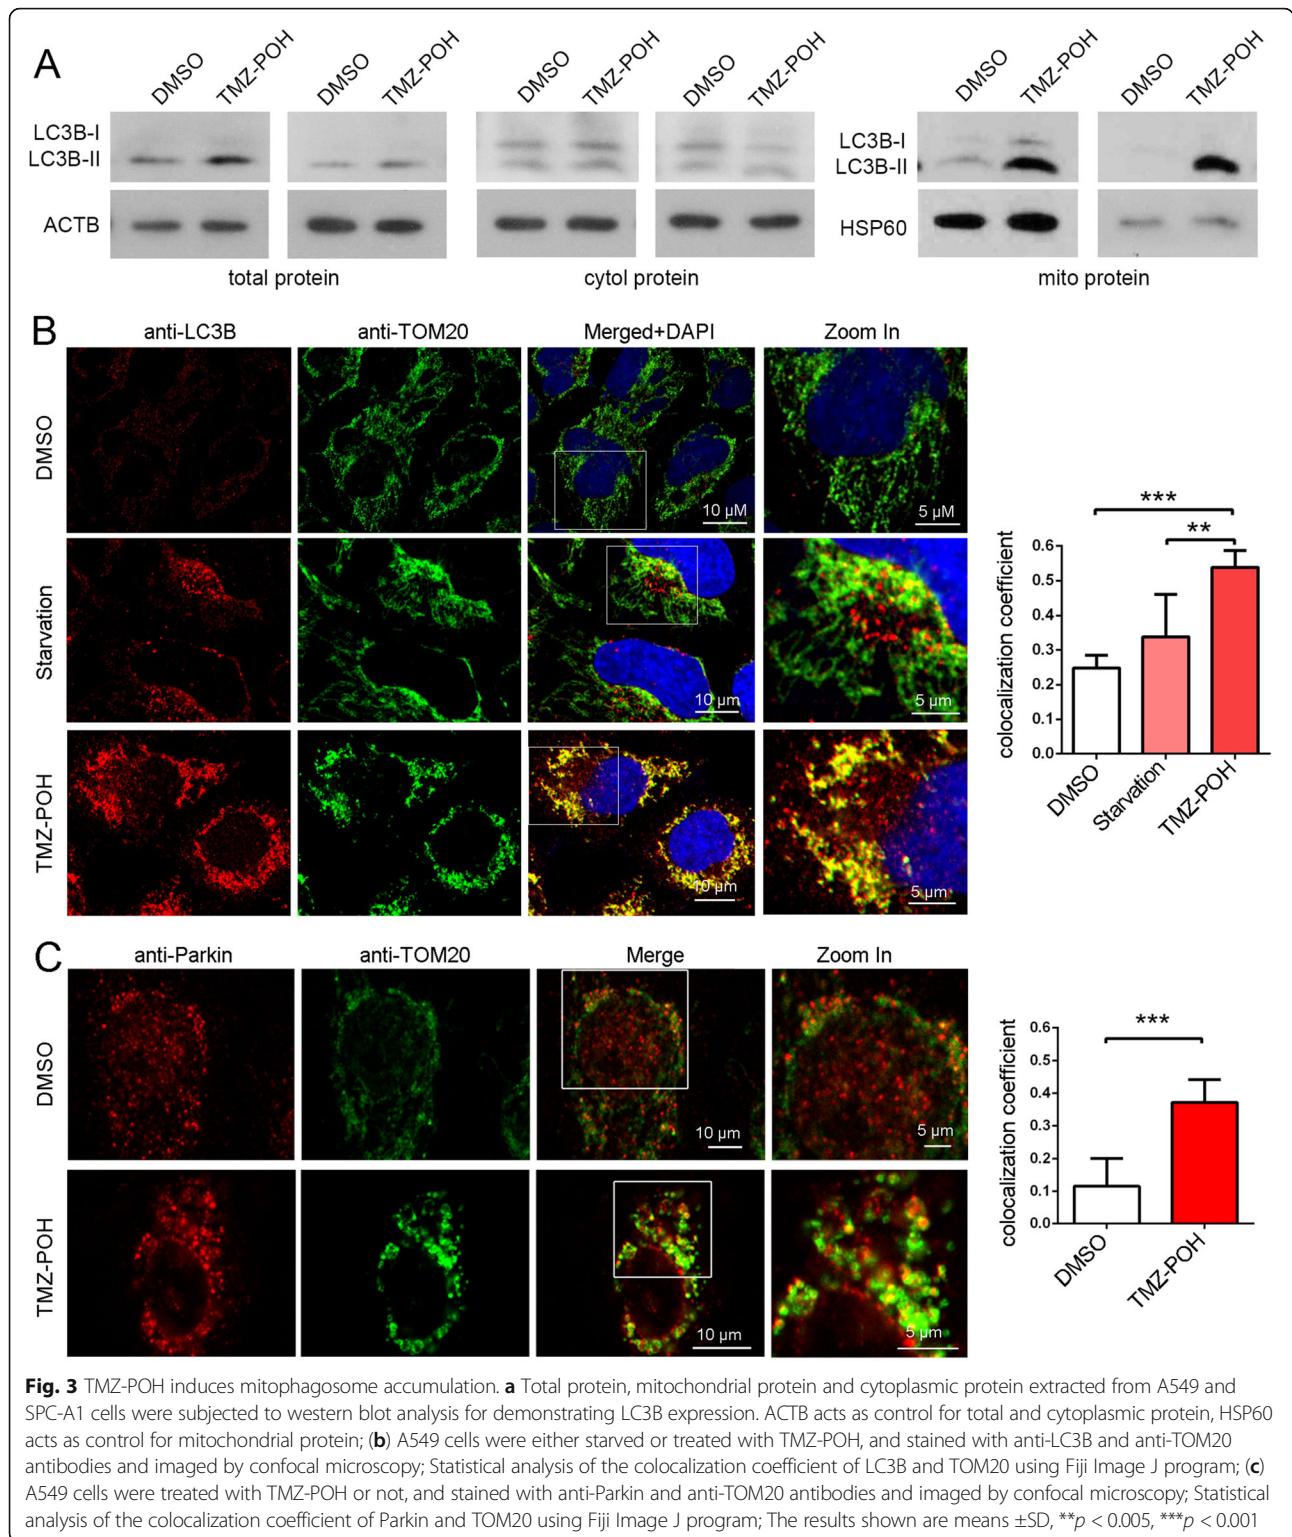 A
DMSO TMZ-POH DMSO TMZ-POH DMSO TMZ-POH DMSO TMZ-POH DMSO TMZ-POH DMSO TMZ-POH
LC3B-I
LC3B-II
ACTB
LC3B-I
LC3B-II
HSP60
total protein cytol protein mito protein
B
anti-LC3B anti-TOM20 Merged+DAPI Zoom In
DMSO
10 µM 5 µM
Starvation
10 µm 5 µm
TMZ-POH
10 µm 5 µm
***
**
colocalization coefficient
0.6
0.5
0.4
0.3
0.2
0.1
0.0
DMSO
Starvation
TMZ-POH
C
anti-Parkin anti-TOM20 Merge Zoom In
DMSO
10 µm 5 µm
TMZ-POH
10 µm 5 µm
***
colocalization coefficient
0.6
0.5
0.4
0.3
0.2
0.1
0.0
DMSO
TMZ-POH
Fig. 3 TMZ-POH induces mitophagosome accumulation. a Total protein, mitochondrial protein and cytoplasmic protein extracted from A549 and
SPC-A1 cells were subjected to western blot analysis for demonstrating LC3B expression. ACTB acts as control for total and cytoplasmic protein, HSP60
acts as control for mitochondrial protein; (b) A549 cells were either starved or treated with TMZ-POH, and stained with anti-LC3B and anti-TOM20
antibodies and imaged by confocal microscopy; Statistical analysis of the colocalization coefficient of LC3B and TOM20 using Fiji Image J program; (c)
A549 cells were treated with TMZ-POH or not, and stained with anti-Parkin and anti-TOM20 antibodies and imaged by confocal microscopy; Statistical
analysis of the colocalization coefficient of Parkin and TOM20 using Fiji Image J program; The results shown are means ±SD, **p < 0.005, ***p < 0.001